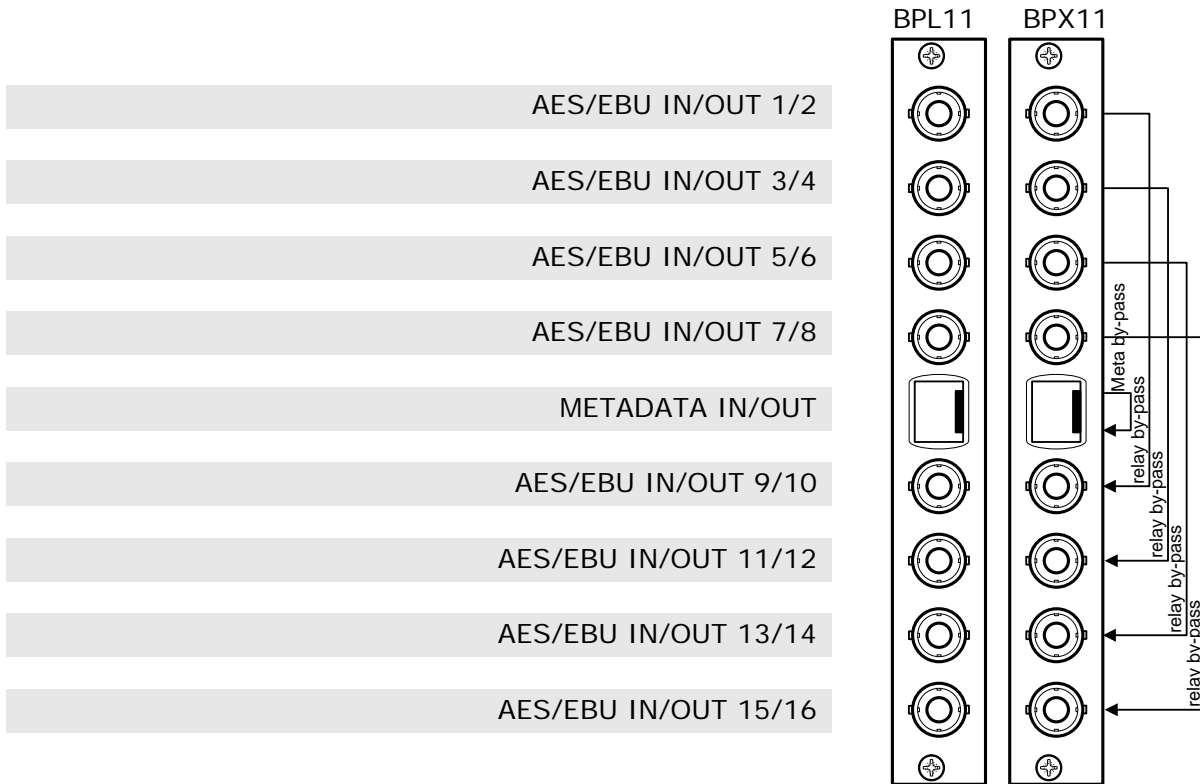 BPL11 BPX11
AES/EBU IN/OUT 1/2
AES/EBU IN/OUT 3/4
AES/EBU IN/OUT 5/6
AES/EBU IN/OUT 7/8
METADATA IN/OUT
AES/EBU IN/OUT 9/10
AES/EBU IN/OUT 11/12
AES/EBU IN/OUT 13/14
AES/EBU IN/OUT 15/16
Meta by-pass
relay by-pass
relay by-pass
relay by-pass
relay by-pass